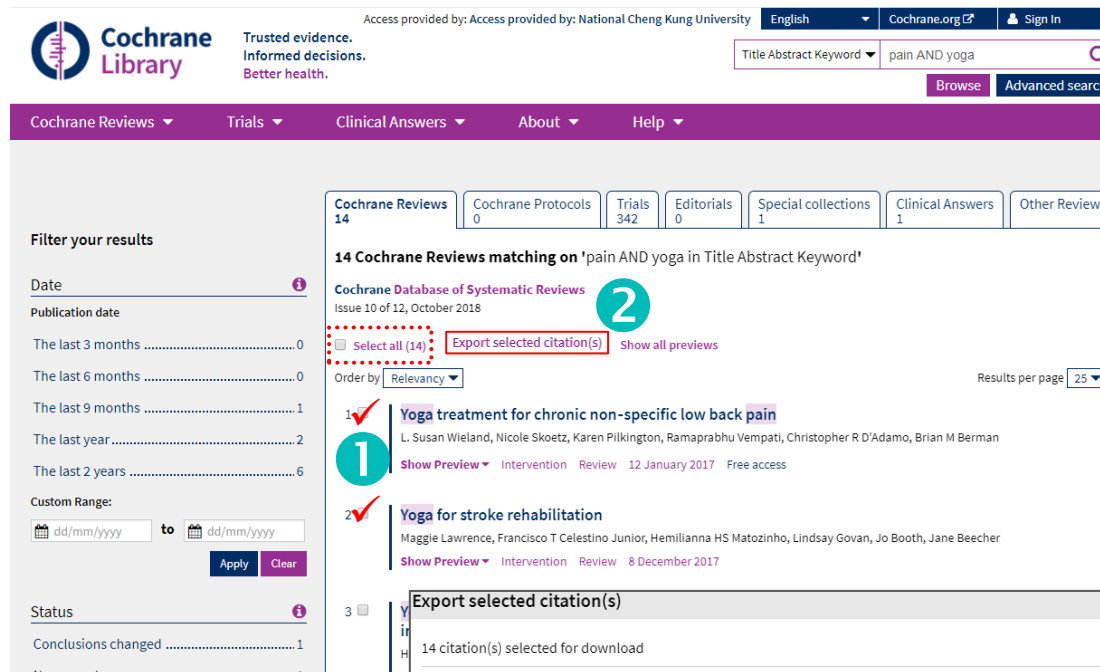 Access provided by: Access provided by: National Cheng Kung University English Cochrane.org Sign In
Cochrane Library
Trusted evidence.
Informed decisions.
Better health.
Title Abstract Keyword pain AND yoga
Browse Advanced searc
Cochrane Reviews Trials Clinical Answers About Help
Cochrane Reviews 14
Cochrane Protocols 0
Trials 342
Editorials 0
Special collections 1
Clinical Answers 1
Other Review
Filter your results
Date
Publication date
The last 3 months 0
The last 6 months 0
The last 9 months 1
The last year 2
The last 2 years 6
Custom Range:
dd/mm/yyyy to dd/mm/yyyy
Apply Clear
Status
Conclusions changed 1
14 Cochrane Reviews matching on 'pain AND yoga in Title Abstract Keyword'
Cochrane Database of Systematic Reviews
Issue 10 of 12, October 2018
2
Select all (14) Export selected citation(s) Show all previews
Order by Relevancy Results per page 25
1 Yoga treatment for chronic non-specific low back pain
L. Susan Wieland, Nicole Skoetz, Karen Pilkington, Ramaprabhu Vempati, Christopher R D'Adamo, Brian M Berman
1
Show Preview Intervention Review 12 January 2017 Free access
2 Yoga for stroke rehabilitation
Maggie Lawrence, Francisco T Celestino Junior, Hemilianna HS Matozinho, Lindsay Govan, Jo Booth, Jane Beecher
Show Preview Intervention Review 8 December 2017
3
Export selected citation(s)
14 citation(s) selected for download